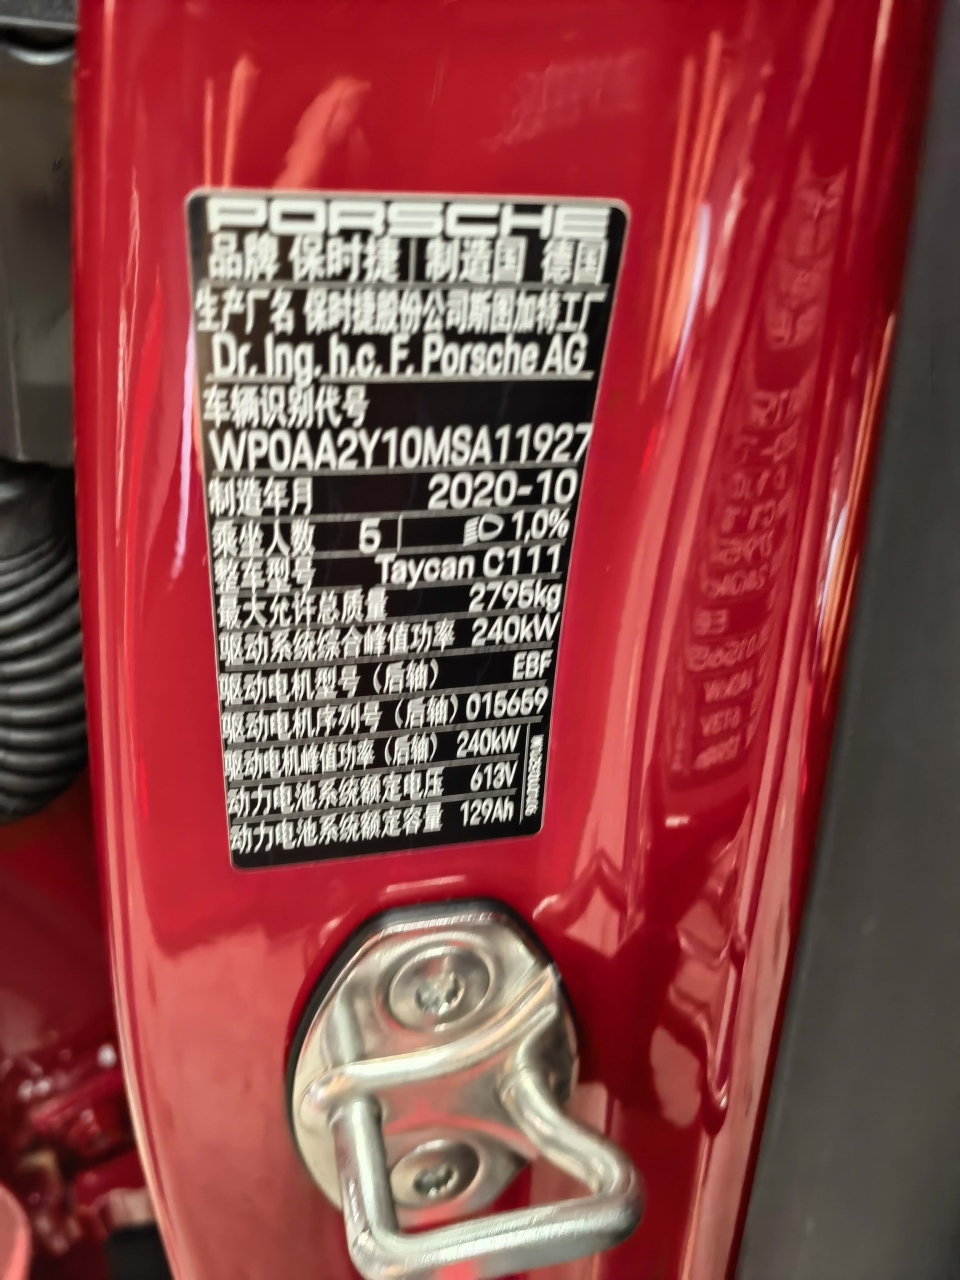 PORSCHE
品牌 保时捷 制造国 德国
生产厂名 保时捷股份公司斯图加特工厂
Dr. Ing. h.c. F. Porsche AG
车辆识别代号
WP0AA2Y10MSA11927
制造年月 2020-10
乘坐人数 5 1,0%
整车型号 Taycan C111
最大允许总质量 2795kg
驱动系统综合峰值功率 240kW
驱动电机型号（后轴） EBF
驱动电机序列号（后轴） 015659
驱动电机峰值功率（后轴） 240kW
动力电池系统额定电压 613V
动力电池系统额定容量 129Ah